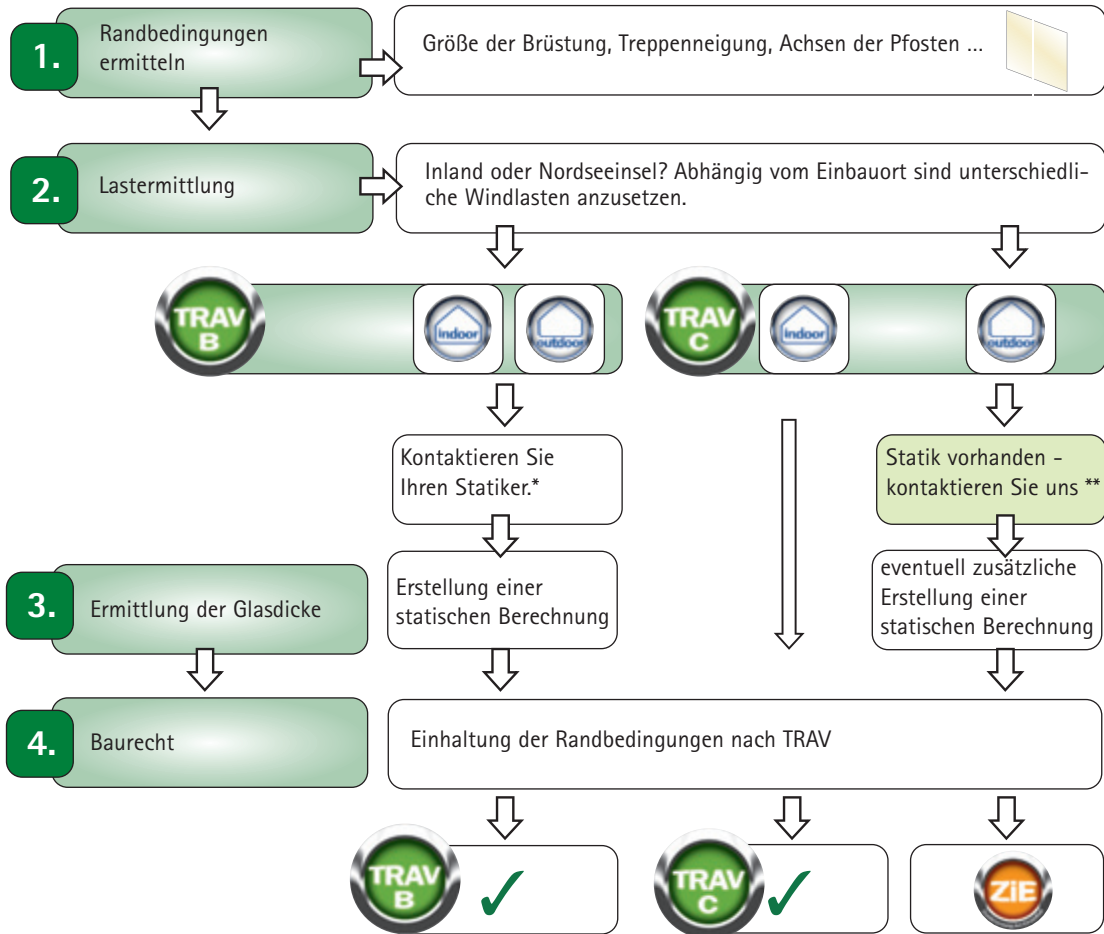 1.
Randbedingungen
ermitteln
Größe der Brüstung, Treppenneigung, Achsen der Pfosten ...
2.
Lastermittlung
Inland oder Nordseeinsel? Abhängig vom Einbauort sind unterschiedli-
che Windlasten anzusetzen.
TRAV
B
indoor
outdoor
TRAV
C
indoor
outdoor
Kontaktieren Sie
Ihren Statiker.*
Statik vorhanden -
kontaktieren Sie uns **
3.
Ermittlung der Glasdicke
Erstellung einer
statischen Berechnung
eventuell zusätzliche
Erstellung einer
statischen Berechnung
4.
Baurecht
Einhaltung der Randbedingungen nach TRAV
TRAV
B
TRAV
C
ZiE